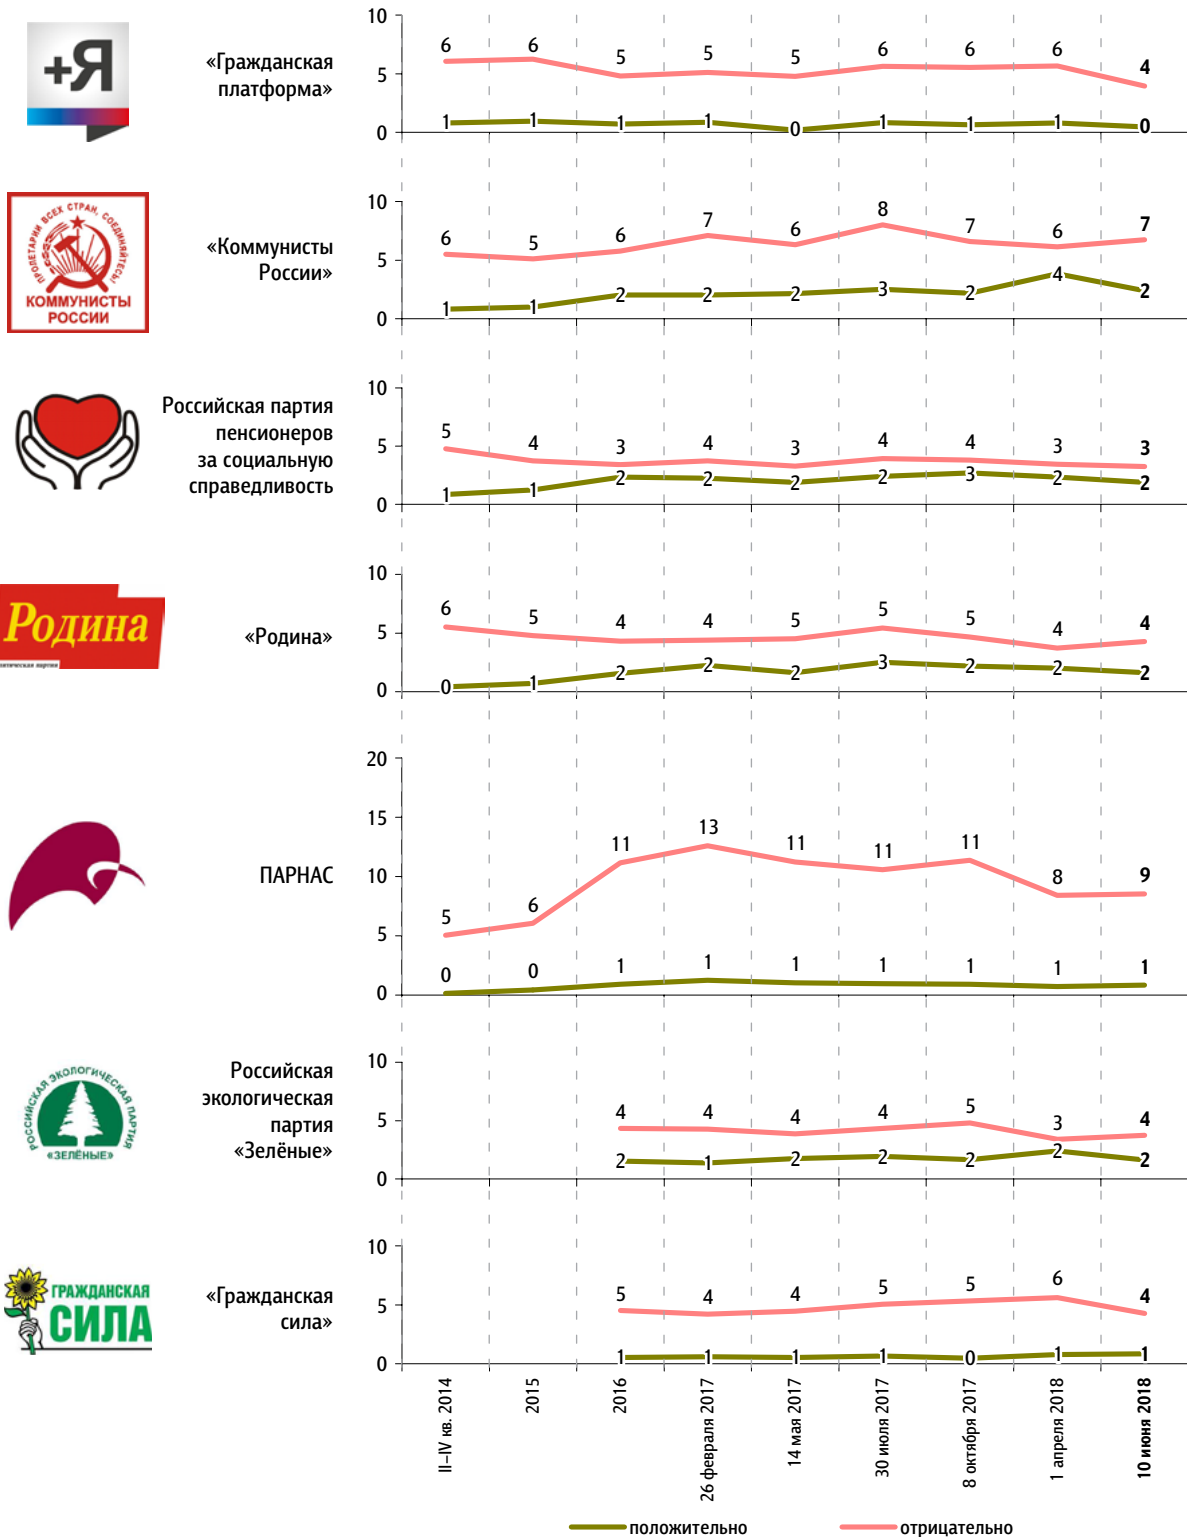 +Я
«Гражданская
платформа»
10
5
0
6 6 5 5 5 6 6 6 4
1 1 1 1 0 1 1 1 0
ПРОЛЕТАРИИ ВСЕХ СТРАН, СОЕДИНЯЙТЕСЬ!
КОММУНИСТЫ
РОССИИ
«Коммунисты
России»
10
5
0
6 5 6 7 6 8 7 6 7
1 1 2 2 2 3 2 4 2
Российская партия
пенсионеров
за социальную
справедливость
10
5
0
5 4 3 4 3 4 4 3 3
1 1 2 2 2 2 3 2 2
Родина
«Родина»
10
5
0
6 5 4 4 5 5 5 4 4
0 1 2 2 2 3 2 2 2
ПАРНАС
20
15
10
5
0
5 6 11 13 11 11 11 8 9
0 0 1 1 1 1 1 1 1
РОССИЙСКАЯ ЭКОЛОГИЧЕСКАЯ ПАРТИЯ
«ЗЕЛЁНЫЕ»
Российская
экологическая
партия
«Зелёные»
10
5
0
4 4 4 4 5 3 4
2 1 2 2 2 2 2
ГРАЖДАНСКАЯ
СИЛА
«Гражданская
сила»
10
5
0
5 4 4 5 5 6 4
1 1 1 1 0 1 1
II–IV кв. 2014
2015
2016
26 февраля 2017
14 мая 2017
30 июля 2017
8 октября 2017
1 апреля 2018
10 июня 2018
положительно
отрицательно